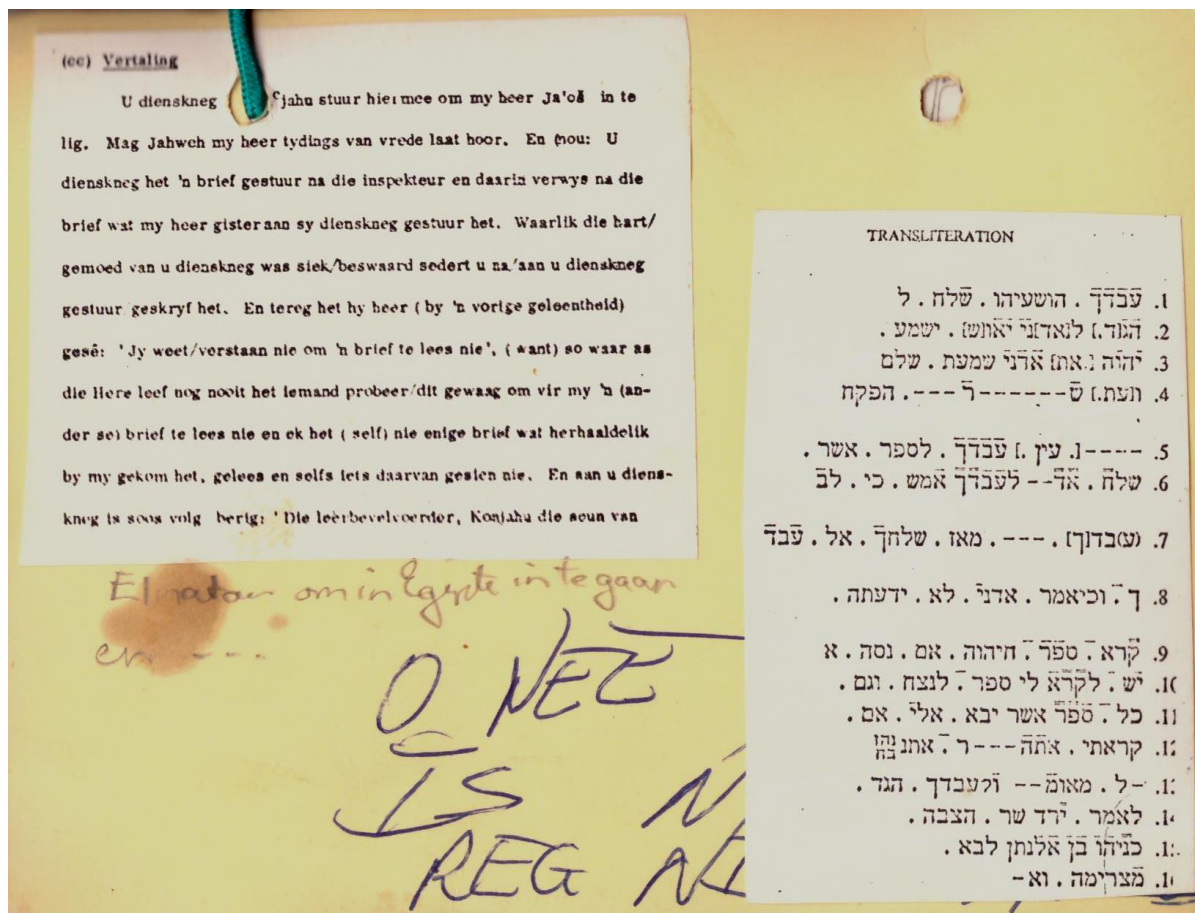 (cc) Vertaling
U dienskneg ʿjahu stuur hiermee om my heer Ja'oš in te
lig. Mag Jahweh my heer tydings van vrede laat hoor. En (nou: U
dienskneg het 'n brief gestuur na die inspekteur en daarin verwys na die
brief wat my heer gister aan sy dienskneg gestuur het. Waarlik die hart/
gemoed van u dienskneg was siek/beswaard sedert u na/aan u dienskneg
gestuur geskryf het. En tereg het hy heer ( by 'n vorige geleentheid)
gesê: 'Jy weet/verstaan nie om 'n brief te lees nie', ( want) so waar as
die Here leef nog nooit het iemand probeer/dit gewaag om vir my 'n (an-
der se) brief te lees nie en ek het ( self) nie enige brief wat herhaaldelik
by my gekom het, gelees en selfs iets daarvan gesien nie. En aan u diens-
kneg is soos volg berig: 'Die leërbevelvoerder, Konjahu die seun van
Elnatan om in Egipte in te gaan
en ---
O NEE
IS
REG
TRANSLITERATION
1. עבדך . הושעיהו . שלח . ל
2. הגד[.] לאד[נ]י יאוש[ו] . ישמע .
3. יהוה [.את] אדני שמעת . שלם
4. ועת[.] ש------ר ---. הפקח
5. ----[. עין .] עבדך . לספר . אשר .
6. שלח . אד-- לעבדך אמש . כי . לב
7. (ע)בד[ך] . ---. מאז . שלחך . אל . עבד
8. ך . וכיאמר . אדני . לא . ידעתה .
9. קרא . ספר . חיהוה . אם . נסה . א
10. יש . לקרא לי ספר . לנצח . וגם .
11. כל . ספר אשר יבא . אלי . אם .
12. קראתי . אתה---ר . אתנ
13. -ל . מאומ-- ולעבדך . הגד .
14. לאמר . ירד שר . הצבה .
15. כניהו בן אלנתן לבא .
16. מצרימה . וא-